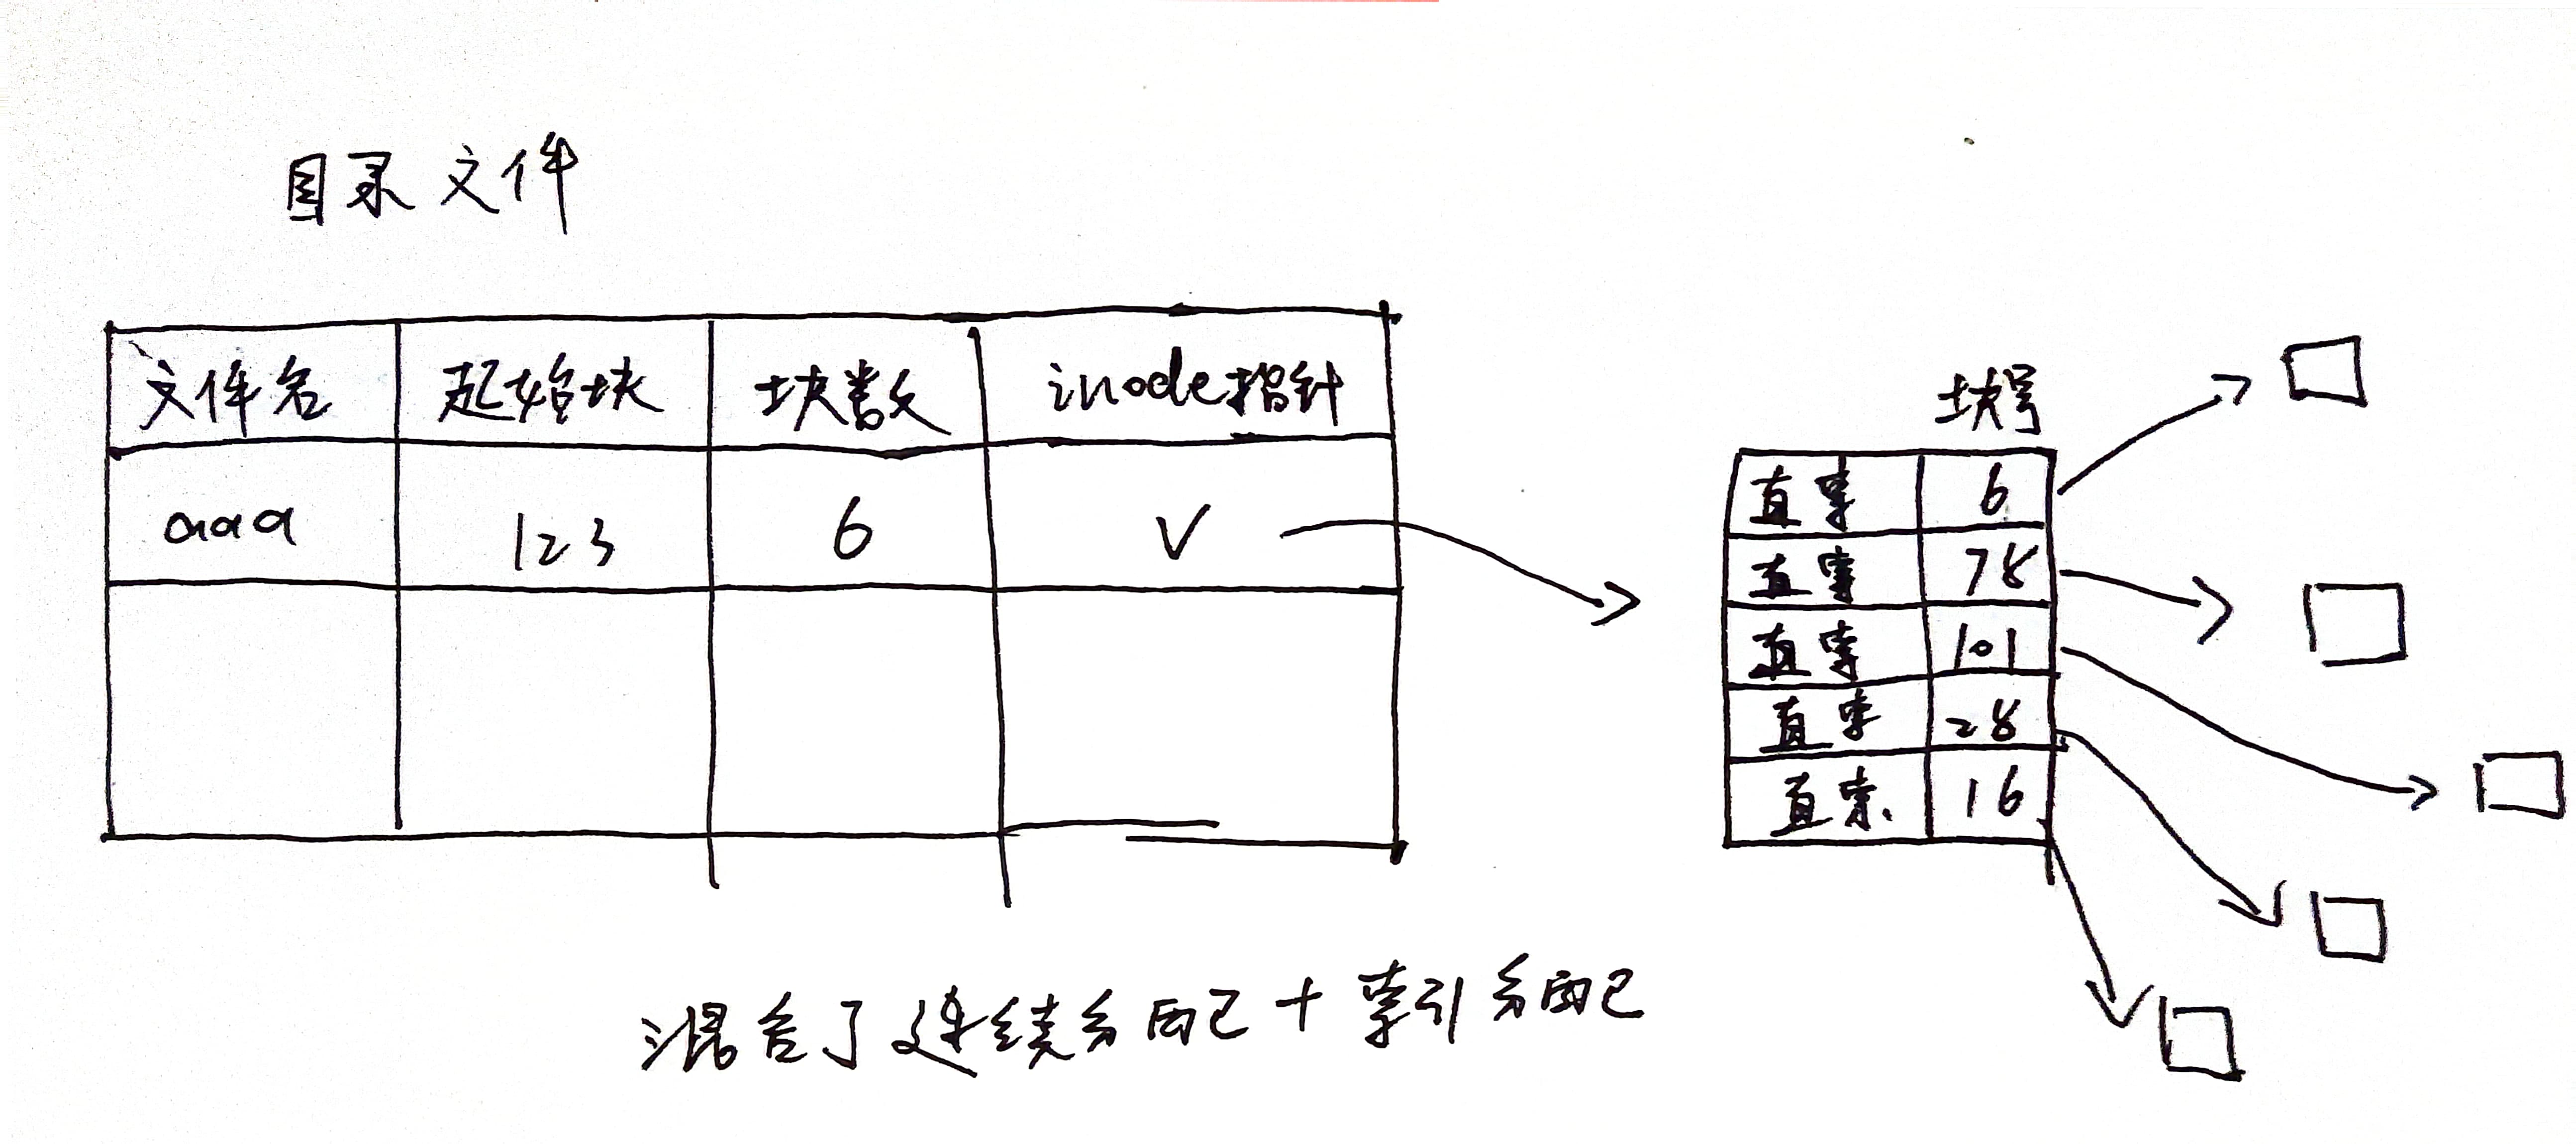 目录文件
文件名 起始块 块数 inode指针
aaa 123 6 √
块号
直索 6
直索 78
直索 101
直索 28
直索 16
混合了连续分配+索引分配